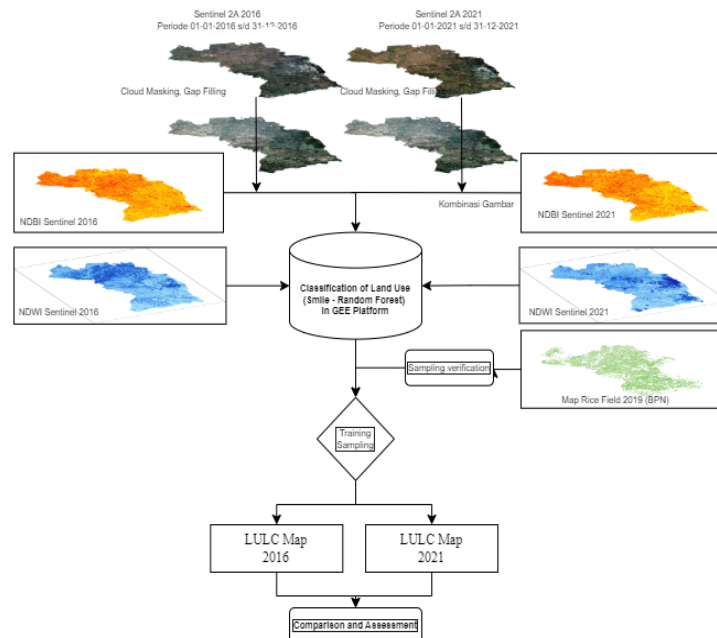 Sentinel 2A 2016
Periode 01-01-2016 s/d 31-12-2016
Sentinel 2A 2021
Periode 01-01-2021 s/d 31-12-2021
Cloud Masking, Gap Filling
Cloud Masking, Gap Filling
NDBI Sentinel 2016
Kombinasi Gambar
NDBI Sentinel 2021
Classification of Land Use
(Smile - Random Forest)
in GEE Platform
NDWI Sentinel 2016
NDWI Sentinel 2021
Sampling verification
Map Rice Field 2019 (BPN)
Training
Sampling
LULC Map
2016
LULC Map
2021
Comparison and Assessment